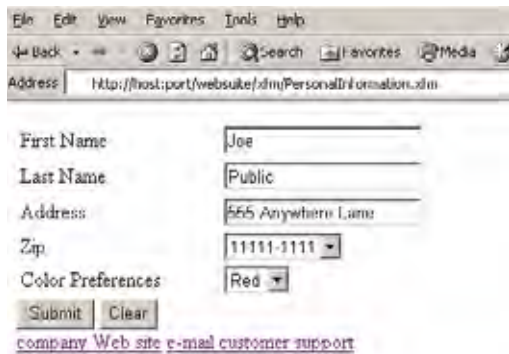 File Edit View Favorites Tools Help
Back Search Favorites Media
Address http://host:port/websuite/xfm/PersonalInformation.xfm
First Name Joe
Last Name Public
Address 555 Anywhere Lane
Zip 11111-1111
Color Preferences Red
Submit Clear
company Web site e-mail customer support